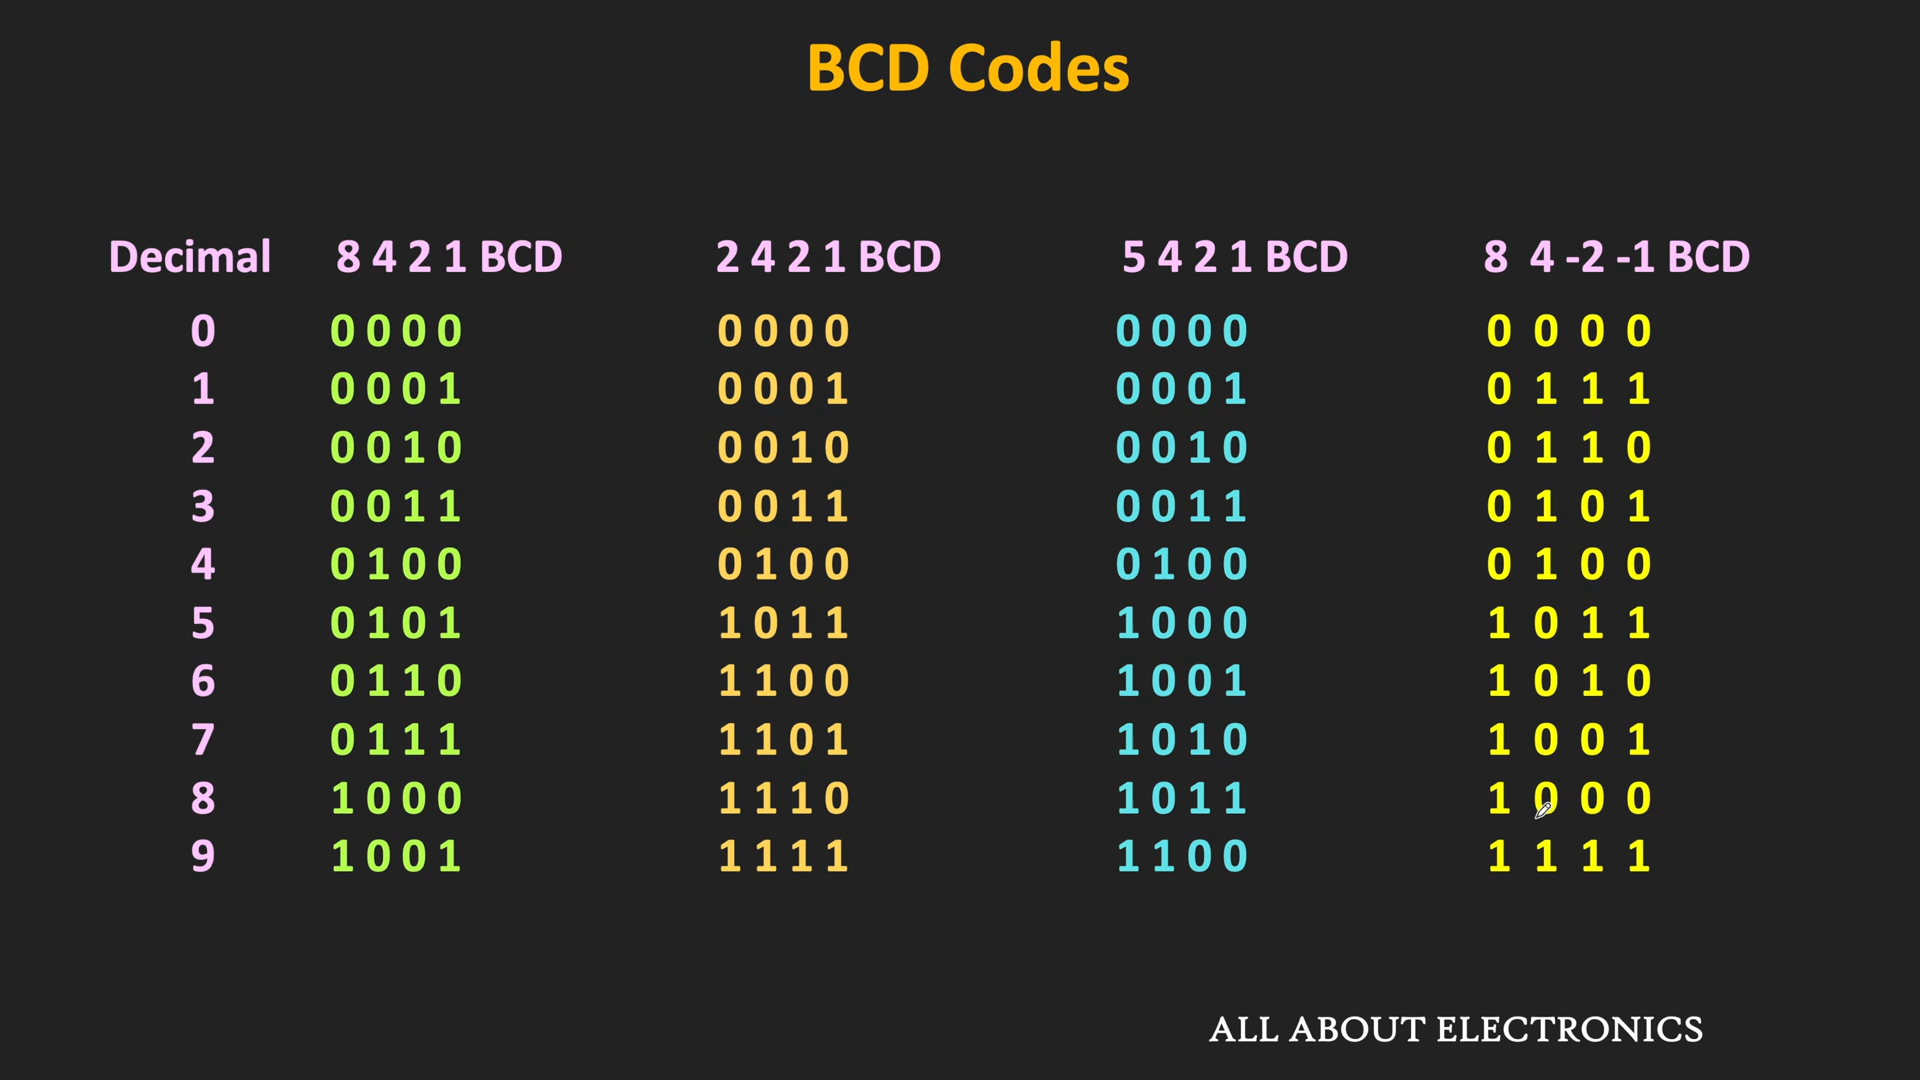 BCD Codes
Decimal 8 4 2 1 BCD 2 4 2 1 BCD 5 4 2 1 BCD 8 4 -2 -1 BCD
0 0 0 0 0 0 0 0 0 0 0 0 0 0 0 0 0
1 0 0 0 1 0 0 0 1 0 0 0 1 0 1 1 1
2 0 0 1 0 0 0 1 0 0 0 1 0 0 1 1 0
3 0 0 1 1 0 0 1 1 0 0 1 1 0 1 0 1
4 0 1 0 0 0 1 0 0 0 1 0 0 0 1 0 0
5 0 1 0 1 1 0 1 1 1 0 0 0 1 0 1 1
6 0 1 1 0 1 1 0 0 1 0 0 1 1 0 1 0
7 0 1 1 1 1 1 0 1 1 0 1 0 1 0 0 1
8 1 0 0 0 1 1 1 0 1 0 1 1 1 0 0 0
9 1 0 0 1 1 1 1 1 1 1 0 0 1 1 1 1
ALL ABOUT ELECTRONICS